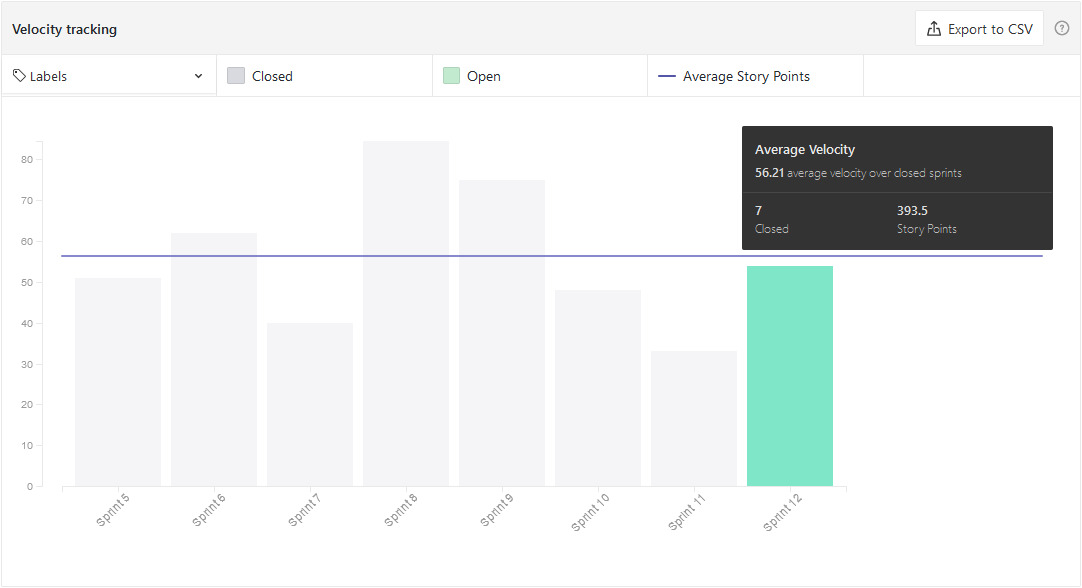 Velocity tracking
Export to CSV
?
Labels
Closed
Open
Average Story Points
Average Velocity
56.21 average velocity over closed sprints
7
393.5
Closed
Story Points
80
70
60
50
40
30
20
10
0
Sprint 5
Sprint 6
Sprint 7
Sprint 8
Sprint 9
Sprint 10
Sprint 11
Sprint 12